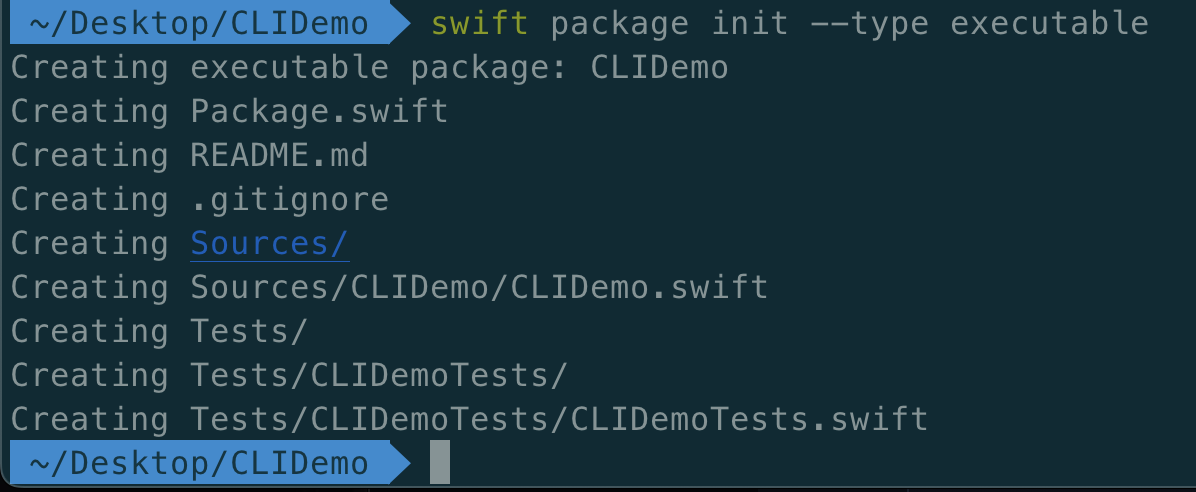 ~/Desktop/CLIDemo swift package init --type executable
Creating executable package: CLIDemo
Creating Package.swift
Creating README.md
Creating .gitignore
Creating Sources/
Creating Sources/CLIDemo/CLIDemo.swift
Creating Tests/
Creating Tests/CLIDemoTests/
Creating Tests/CLIDemoTests/CLIDemoTests.swift
~/Desktop/CLIDemo